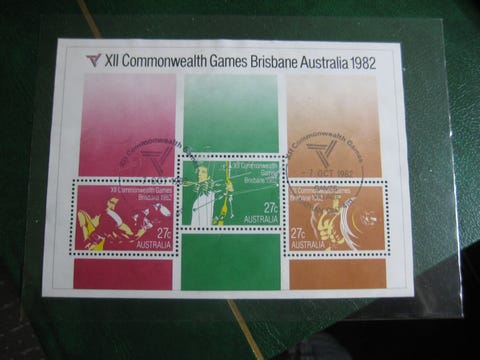 XII Commonwealth Games Brisbane Australia 1982
XII Commonwealth Games
XII Commonwealth Games
1 OCT 1982
XII Commonwealth
Games
Brisbane 1982
27c
AUSTRALIA
XII Commonwealth Games
Brisbane 1982
27c
AUSTRALIA
XII Commonwealth Games
Brisbane 1982
27c
AUSTRALIA